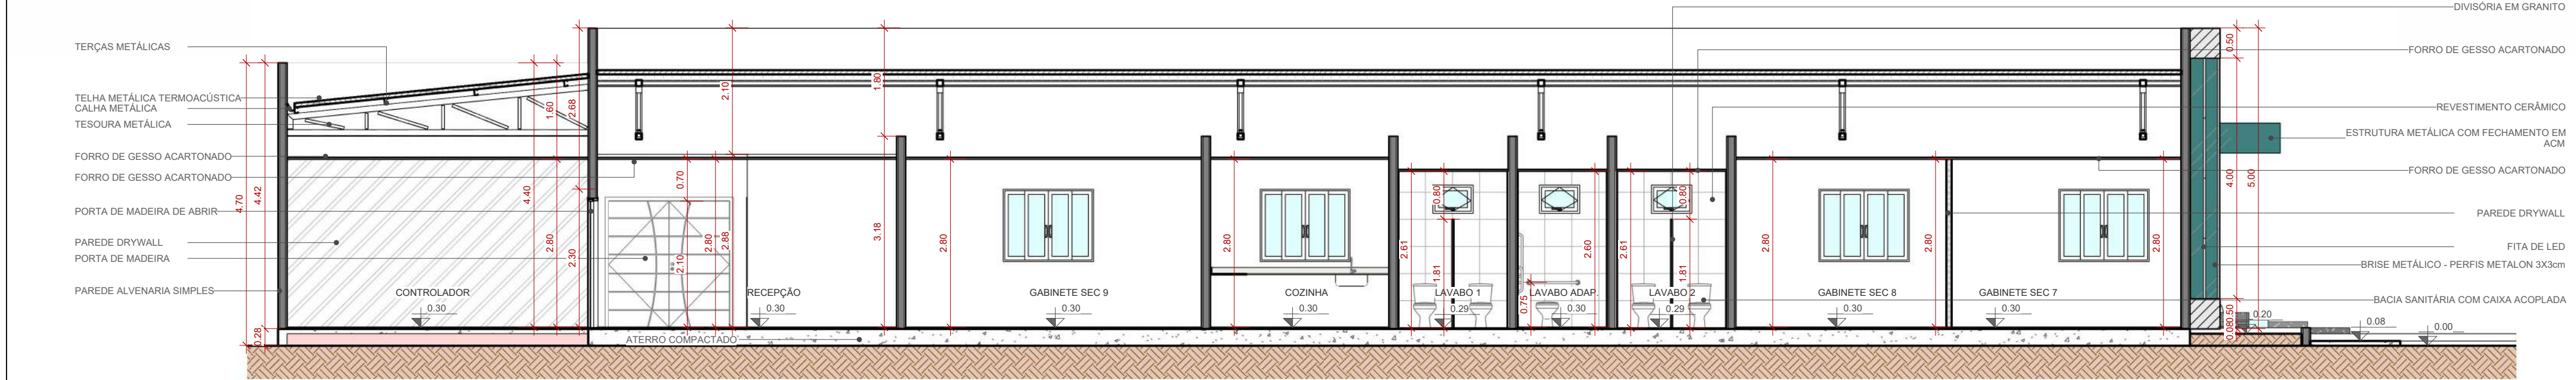 DIVISÓRIA EM GRANITO
TERÇAS METÁLICAS
FORRO DE GESSO ACARTONADO
0.50
2.10
1.80
TELHA METÁLICA TERMOACÚSTICA
CALHA METÁLICA
TESOURA METÁLICA
1.60
2.68
REVESTIMENTO CERÂMICO
ESTRUTURA METÁLICA COM FECHAMENTO EM
ACM
FORRO DE GESSO ACARTONADO
FORRO DE GESSO ACARTONADO
FORRO DE GESSO ACARTONADO
4.70
4.42
4.40
0.70
0.80
0.80
4.00
5.00
PORTA DE MADEIRA DE ABRIR
PAREDE DRYWALL
PAREDE DRYWALL
PORTA DE MADEIRA
FITA DE LED
2.80
2.30
2.10
2.80
2.88
3.18
2.80
2.80
2.61
1.81
0.75
2.60
2.61
1.81
2.80
2.80
2.80
BRISE METÁLICO - PERFIS METALON 3X3cm
PAREDE ALVENARIA SIMPLES
CONTROLADOR
RECEPÇÃO
GABINETE SEC 9
COZINHA
LAVABO 1
LAVABO ADAP.
LAVABO 2
GABINETE SEC 8
GABINETE SEC 7
BACIA SANITÁRIA COM CAIXA ACOPLADA
0.30
0.30
0.30
0.30
0.29
0.30
0.29
0.30
0.30
0.50
0.08
0.20
0.08
0.00
0.28
ATERRO COMPACTADO